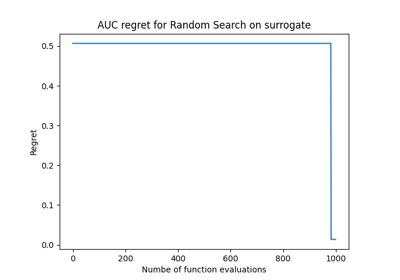 AUC regret for Random Search on surrogate
0.5
0.4
0.3
0.2
0.1
0.0
Regret
0 200 400 600 800 1000
Numbe of function evaluations